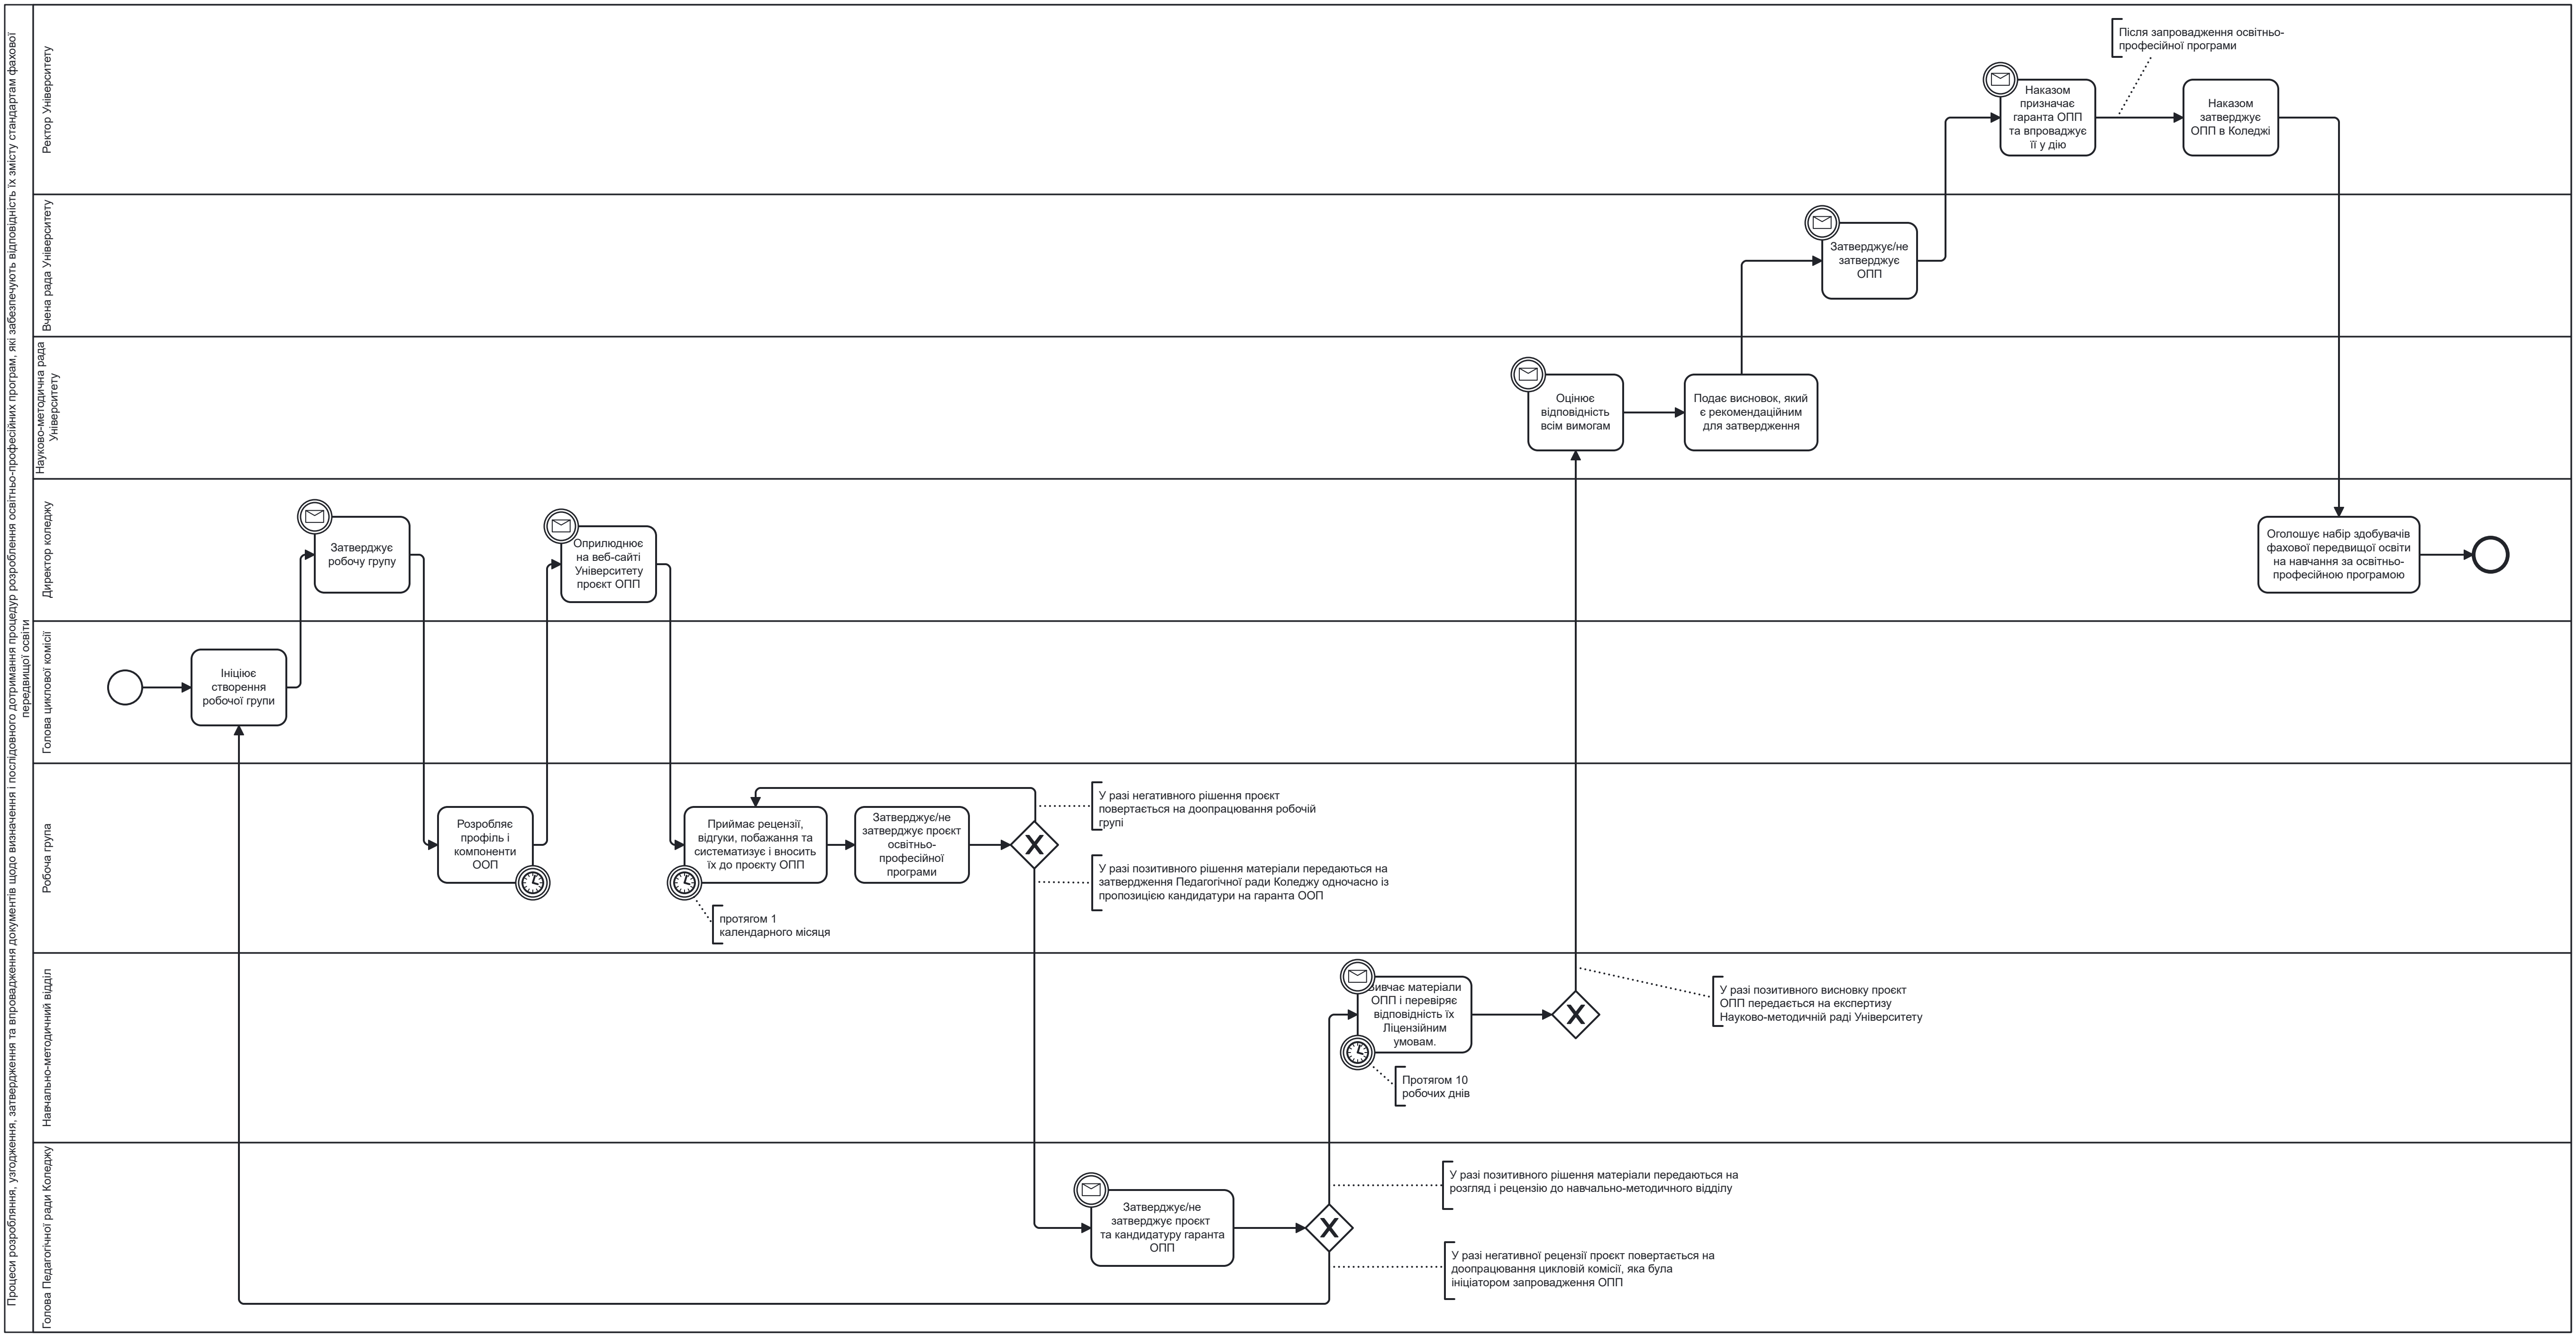 Процеси розробляння, узгодження, затвердження та впровадження документів щодо визначення і послідовного дотримання процедур розроблення освітньо-професійних програм, які забезпечують відповідність їх змісту стандартам фахової
передвищої освіти
Ректор Університету
Після запровадження освітньо-
професійної програми
Наказом
призначає
гаранта ОПП
та впроваджує
її у дію
Наказом
затверджує
ОПП в Коледжі
Вчена рада Університету
Затверджує/не
затверджує
ОПП
Науково-методична рада
Університету
Оцінює
відповідність
всім вимогам
Подає висновок, який
є рекомендаційним
для затвердження
Директор коледжу
Затверджує
робочу групу
Оприлюднює
на веб-сайті
Університету
проєкт ОПП
Оголошує набір здобувачів
фахової передвищої освіти
на навчання за освітньо-
професійною програмою
Голова циклової комісії
Ініціює
створення
робочої групи
Робоча група
Розробляє
профіль і
компоненти
ООП
Приймає рецензії,
відгуки, побажання та
систематизує і вносить
їх до проєкту ОПП
протягом 1
календарного місяця
Затверджує/не
затверджує проєкт
освітньо-
професійної
програми
У разі негативного рішення проєкт
повертається на доопрацювання робочій
групі
У разі позитивного рішення матеріали передаються на
затвердження Педагогічної ради Коледжу одночасно із
пропозицією кандидатури на гаранта ООП
Навчально-методичний відділ
Вивчає матеріали
ОПП і перевіряє
відповідність їх
Ліцензійним
умовам.
Протягом 10
робочих днів
У разі позитивного висновку проєкт
ОПП передається на експертизу
Науково-методичній раді Університету
Голова Педагогічної ради Коледжу
Затверджує/не
затверджує проєкт
та кандидатуру гаранта
ОПП
У разі позитивного рішення матеріали передаються на
розгляд і рецензію до навчально-методичного відділу
У разі негативної рецензії проєкт повертається на
доопрацювання цикловій комісії, яка була
ініціатором запровадження ОПП